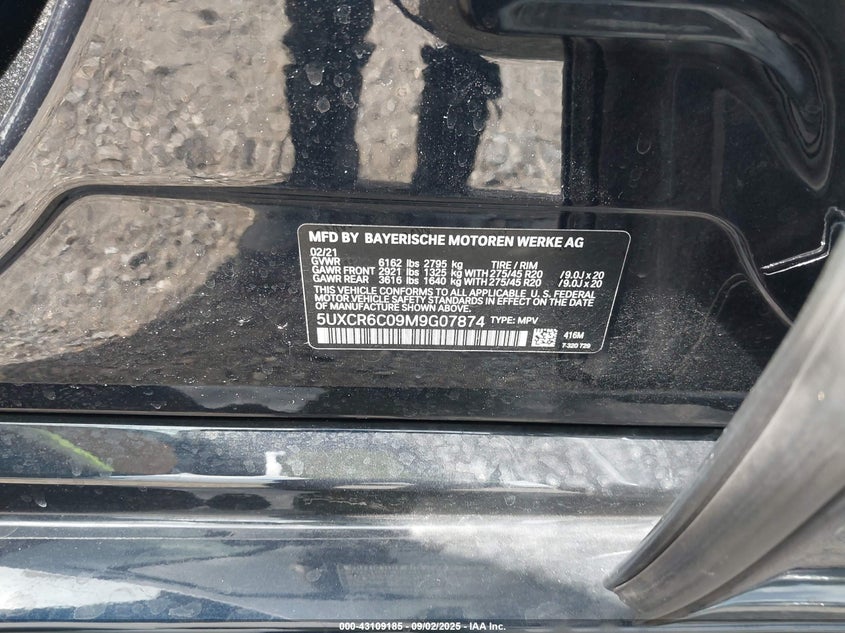 MFD BY BAYERISCHE MOTOREN WERKE AG
02/21
GVWR 6162 lbs 2795 kg TIRE / RIM
GAWR FRONT 2921 lbs 1325 kg WITH 275/45 R20 / 9.0J x 20
GAWR REAR 3616 lbs 1640 kg WITH 275/45 R20 / 9.0J x 20
THIS VEHICLE CONFORMS TO ALL APPLICABLE U. S. FEDERAL
MOTOR VEHICLE SAFETY STANDARDS IN EFFECT ON THE DATE
OF MANUFACTURE SHOWN ABOVE.
5UXCR6C09M9G07874 TYPE: MPV
416M
7-320 729
000-43109185 - 09/02/2025 - IAA Inc.